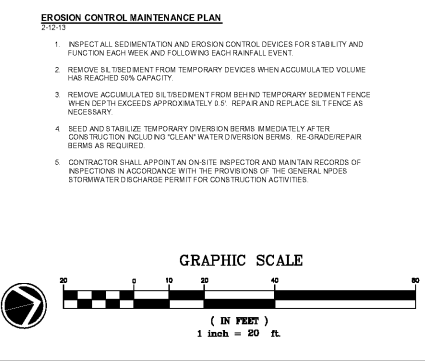 EROSION CONTROL MAINTENANCE PLAN
2-12-13
1. INSPECT ALL SEDIMENTATION AND EROSION CONTROL DEVICES FOR STABILITY AND
FUNCTION EACH WEEK AND FOLLOWING EACH RAINFALL EVENT.
2. REMOVE SILT/SEDIMENT FROM TEMPORARY DEVICES WHEN ACCUMULATED VOLUME
HAS REACHED 50% CAPACITY.
3. REMOVE ACCUMULATED SILT/SEDIMENT FROM BEHIND TEMPORARY SEDIMENT FENCE
WHEN DEPTH EXCEEDS APPROXIMATELY 0.5'. REPAIR AND REPLACE SILT FENCE AS
NECESSARY.
4. SEED AND STABILIZE TEMPORARY DIVERSION BERMS IMMEDIATELY AFTER
CONSTRUCTION INCLUDING "CLEAN" WATER DIVERSION BERMS. RE-GRADE/REPAIR
BERMS AS REQUIRED.
5. CONTRACTOR SHALL APPOINT AN ON-SITE INSPECTOR AND MAINTAIN RECORDS OF
INSPECTIONS IN ACCORDANCE WITH THE PROVISIONS OF THE GENERAL NPDES
STORMWATER DISCHARGE PERMIT FOR CONSTRUCTION ACTIVITIES.
GRAPHIC SCALE
20 0 10 20 40 80
( IN FEET )
1 inch = 20 ft.